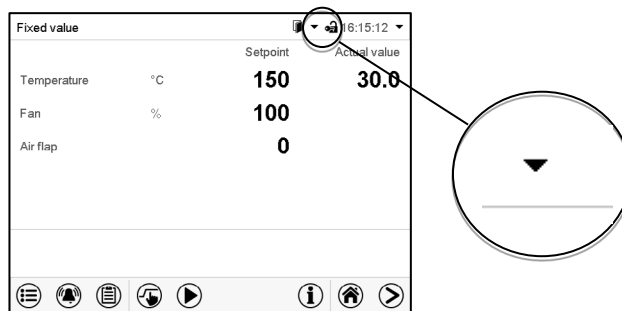 Fixed value 16:15:12
Setpoint Actual value
Temperature °C 150 30.0
Fan % 100
Air flap 0